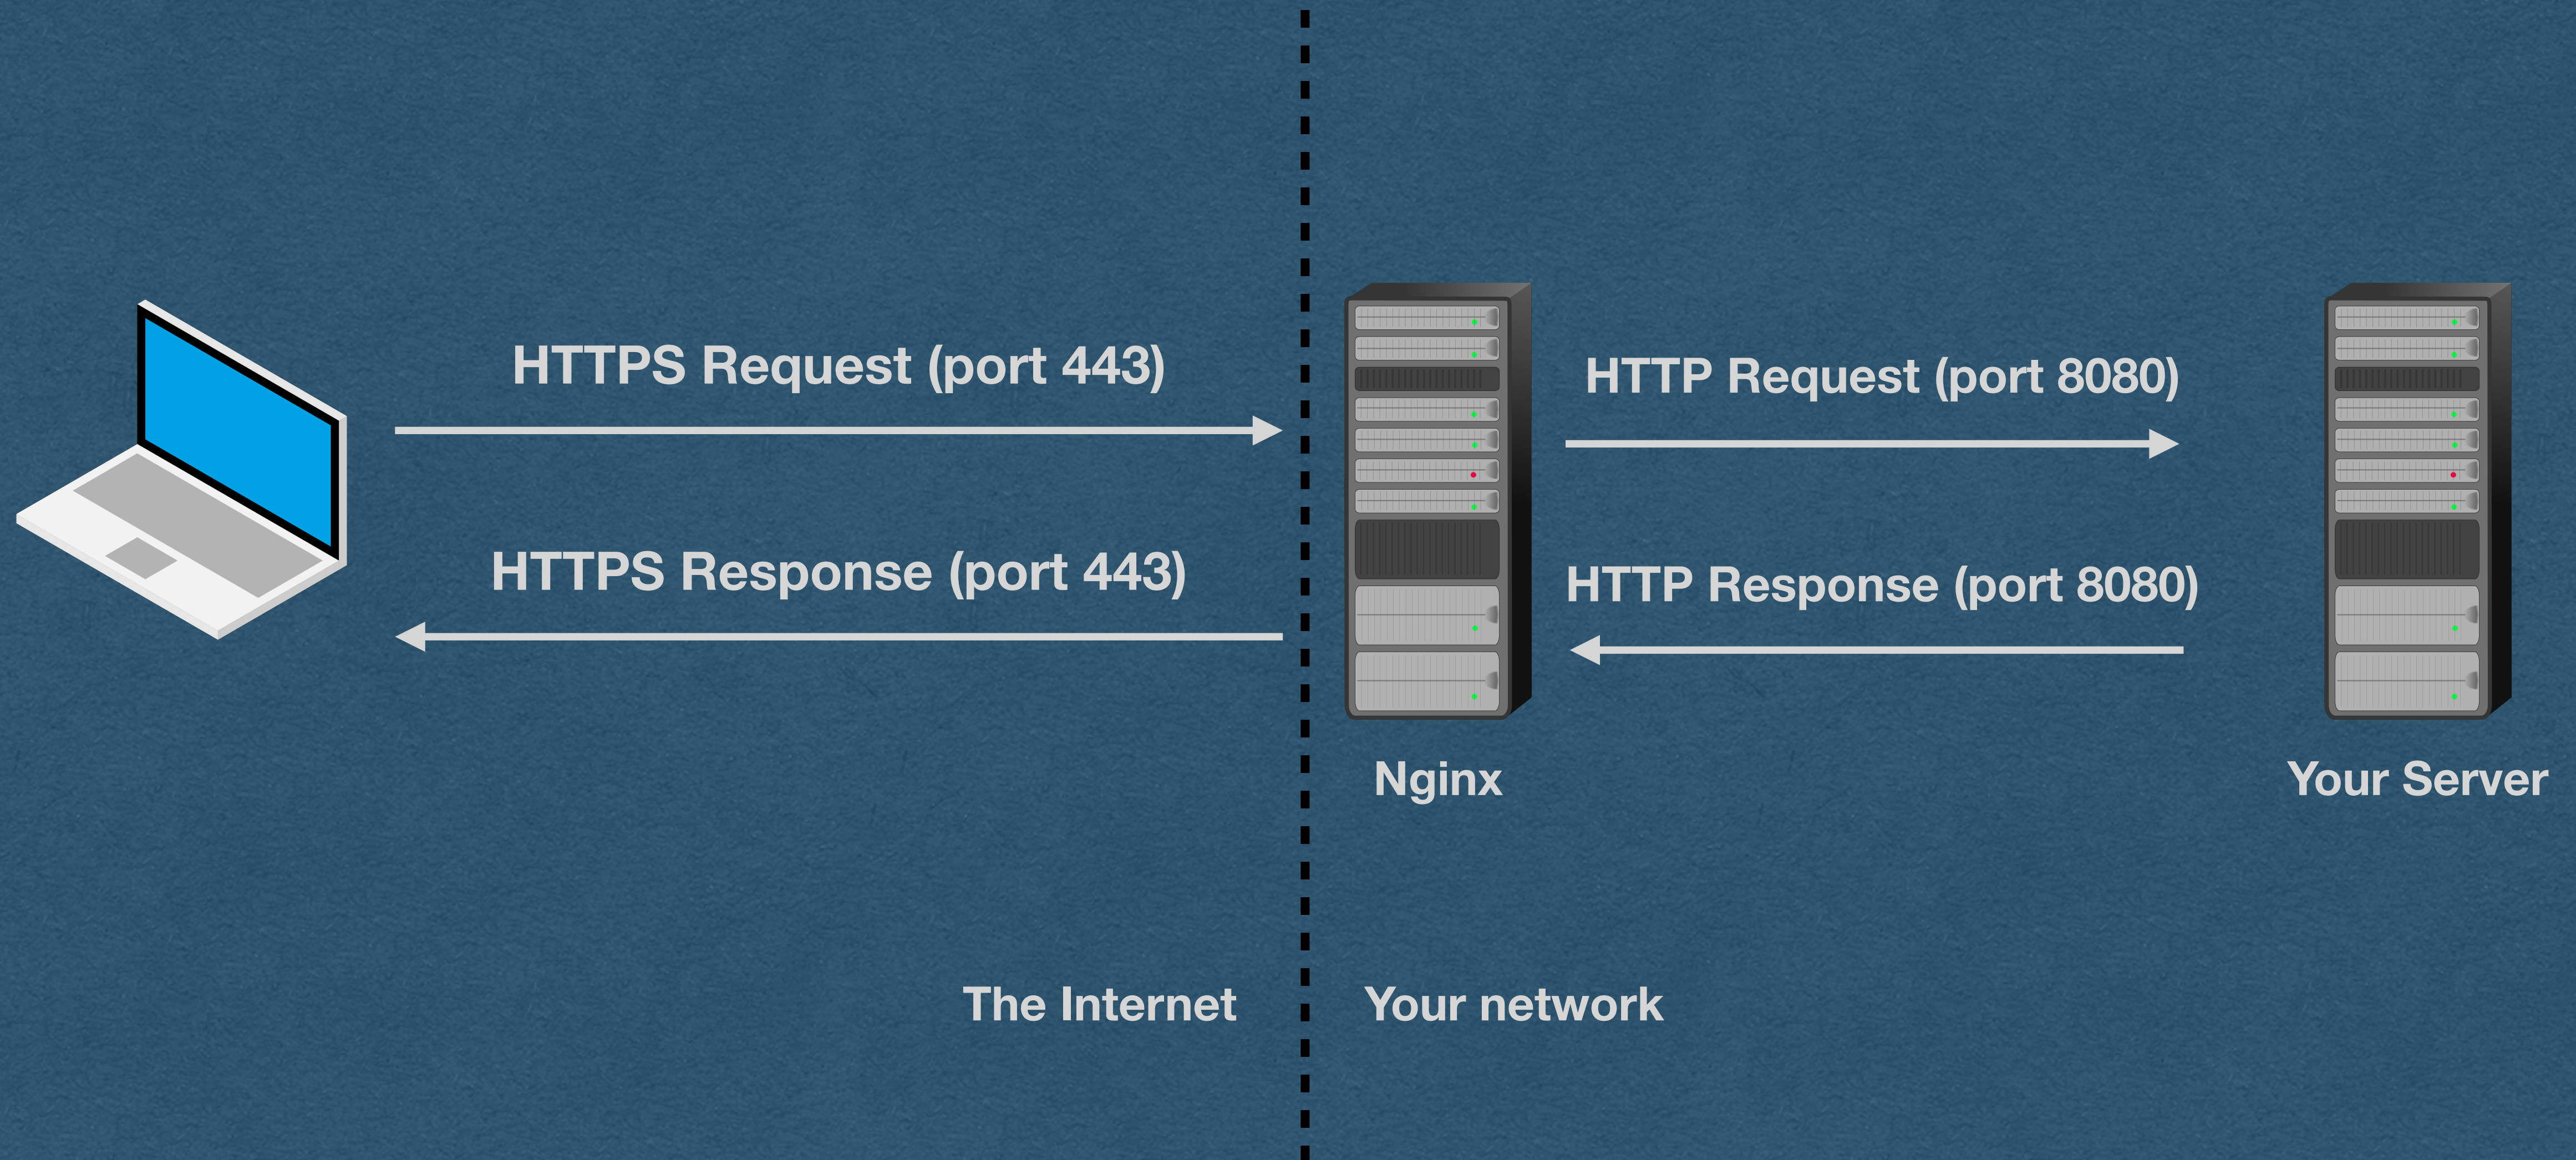 HTTPS Request (port 443)
HTTP Request (port 8080)
HTTPS Response (port 443)
HTTP Response (port 8080)
Nginx
Your Server
The Internet
Your network